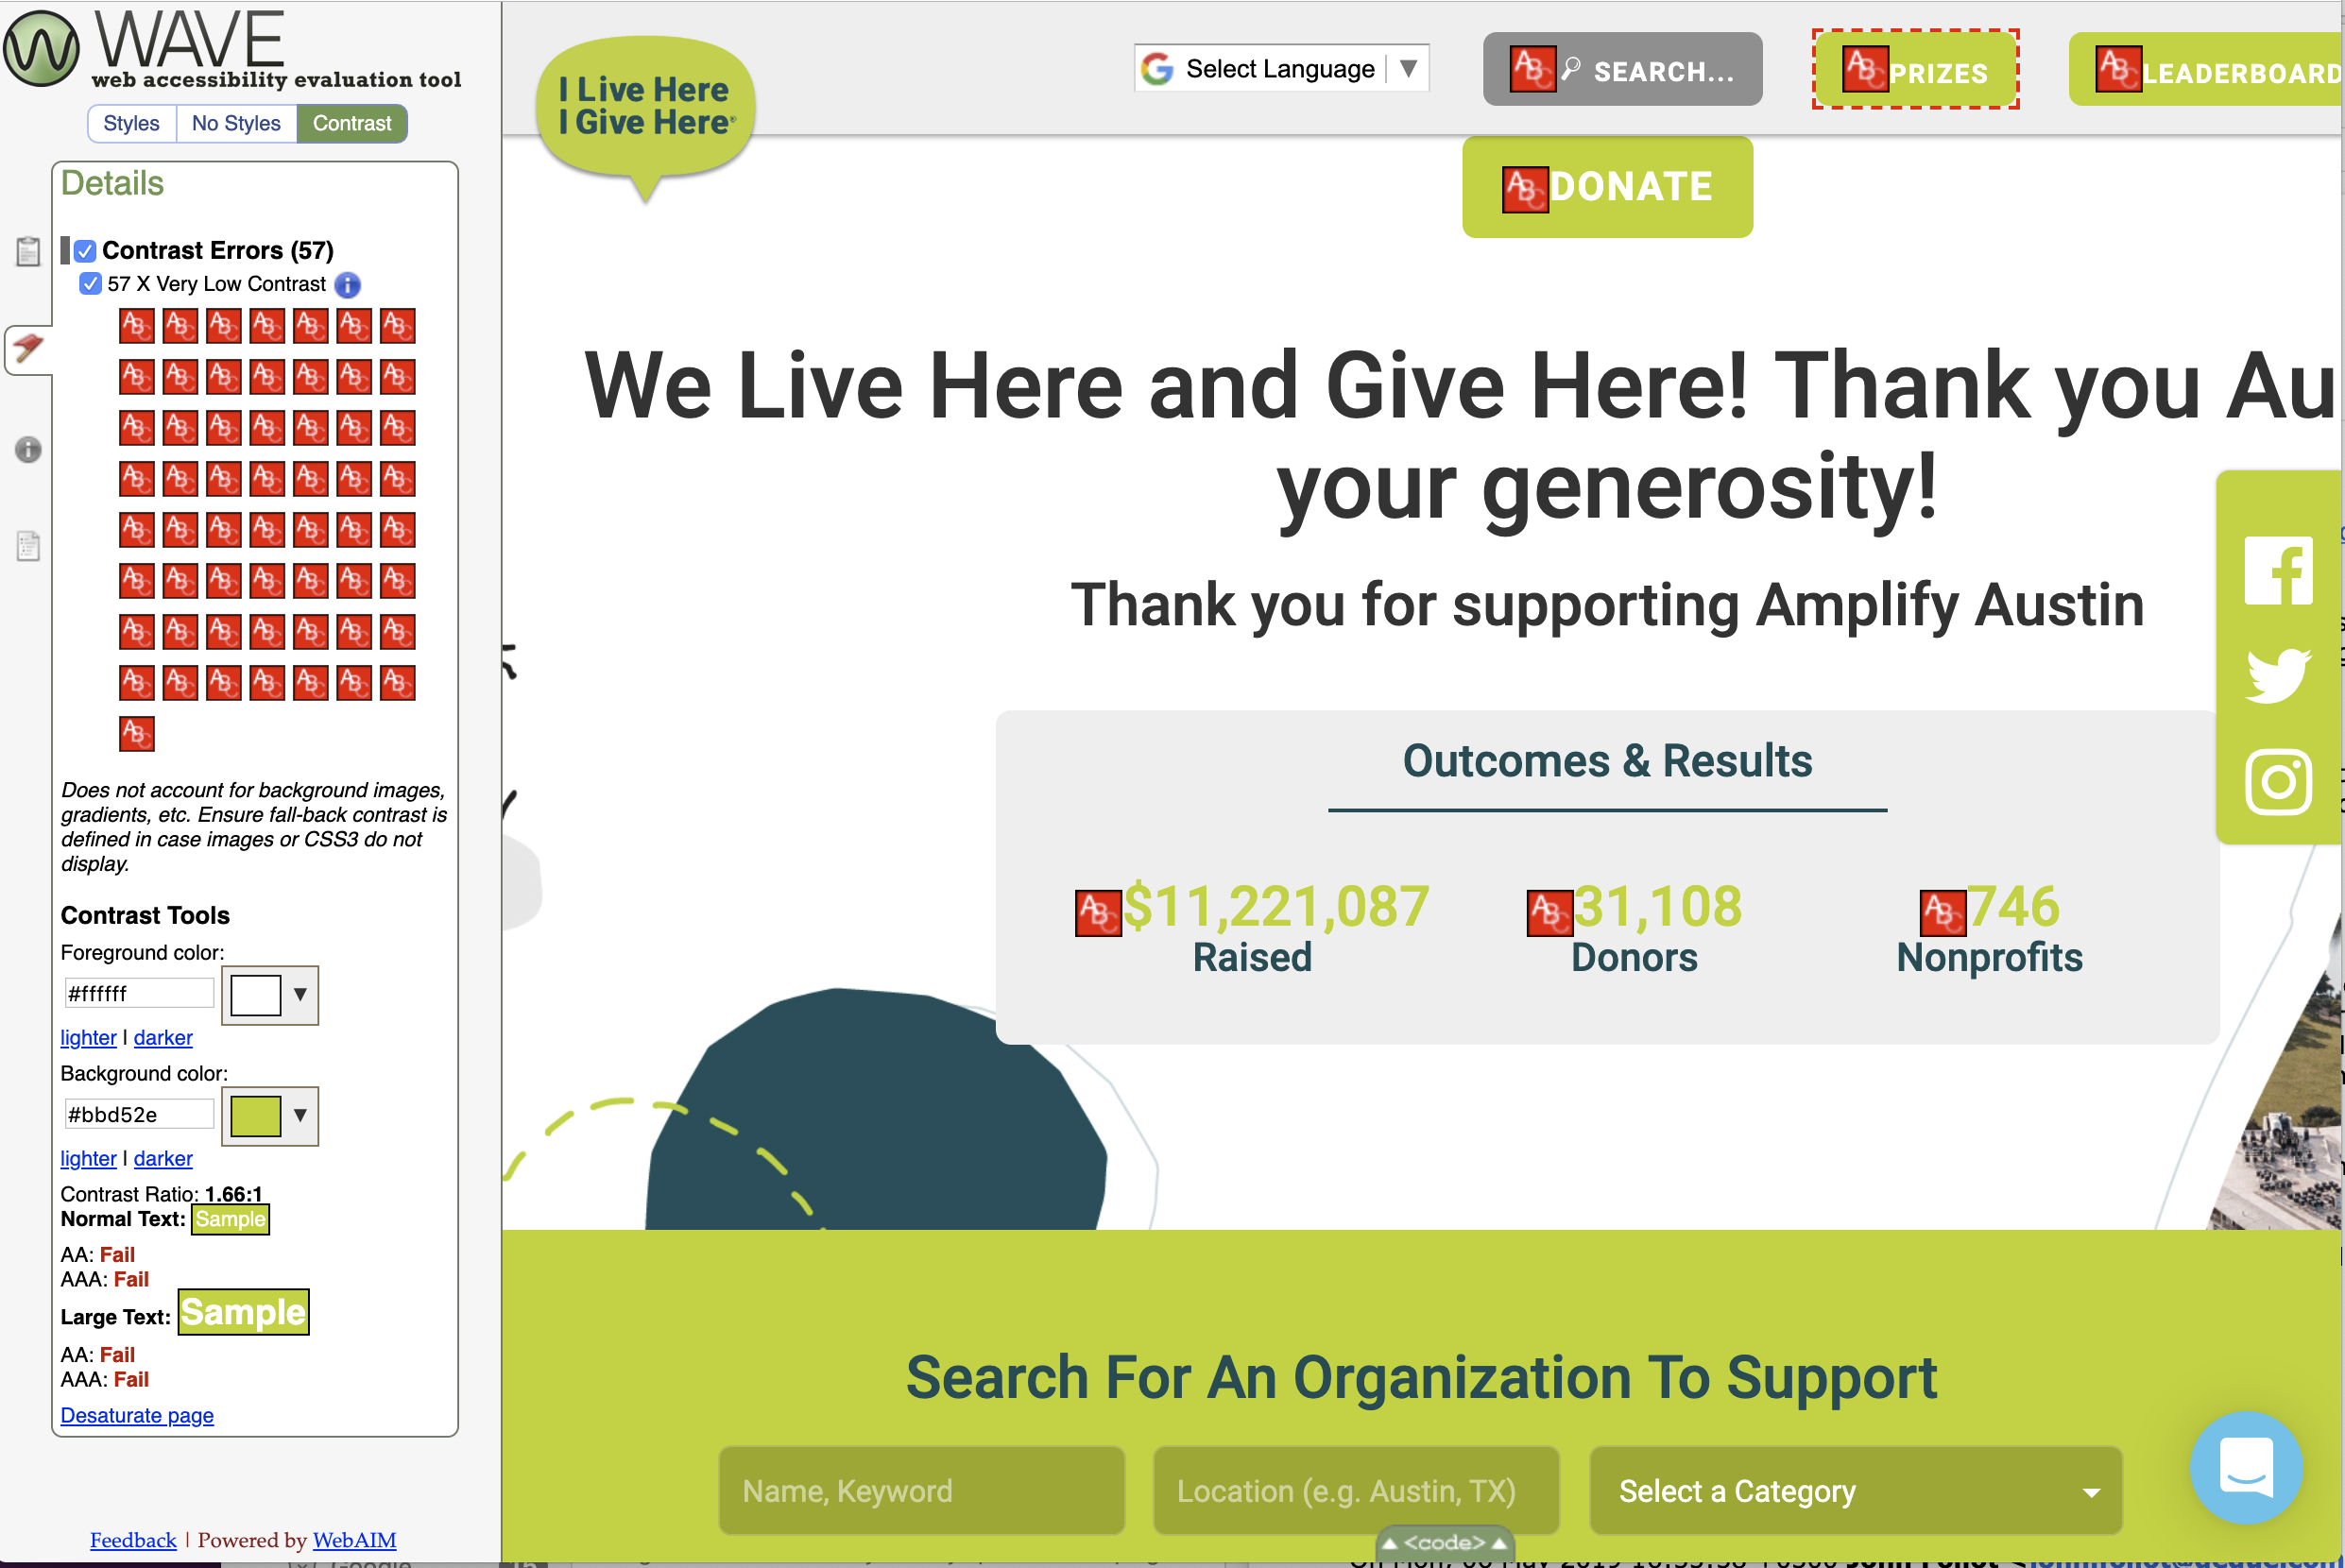 WAVE
web accessibility evaluation tool
Styles No Styles Contrast
Details
Contrast Errors (57)
57 X Very Low Contrast
Does not account for background images,
gradients, etc. Ensure fall-back contrast is
defined in case images or CSS3 do not
display.
Contrast Tools
Foreground color:
#ffffff
lighter | darker
Background color:
#bbd52e
lighter | darker
Contrast Ratio: 1.66:1
Normal Text: Sample
AA: Fail
AAA: Fail
Large Text: Sample
AA: Fail
AAA: Fail
Desaturate page
Feedback | Powered by WebAIM
I Live Here
I Give Here®
Select Language
SEARCH...
PRIZES
LEADERBOARD
DONATE
We Live Here and Give Here! Thank you Au
your generosity!
Thank you for supporting Amplify Austin
Outcomes & Results
$11,221,087 31,108 746
Raised Donors Nonprofits
Search For An Organization To Support
Name, Keyword Location (e.g. Austin, TX) Select a Category
<code>